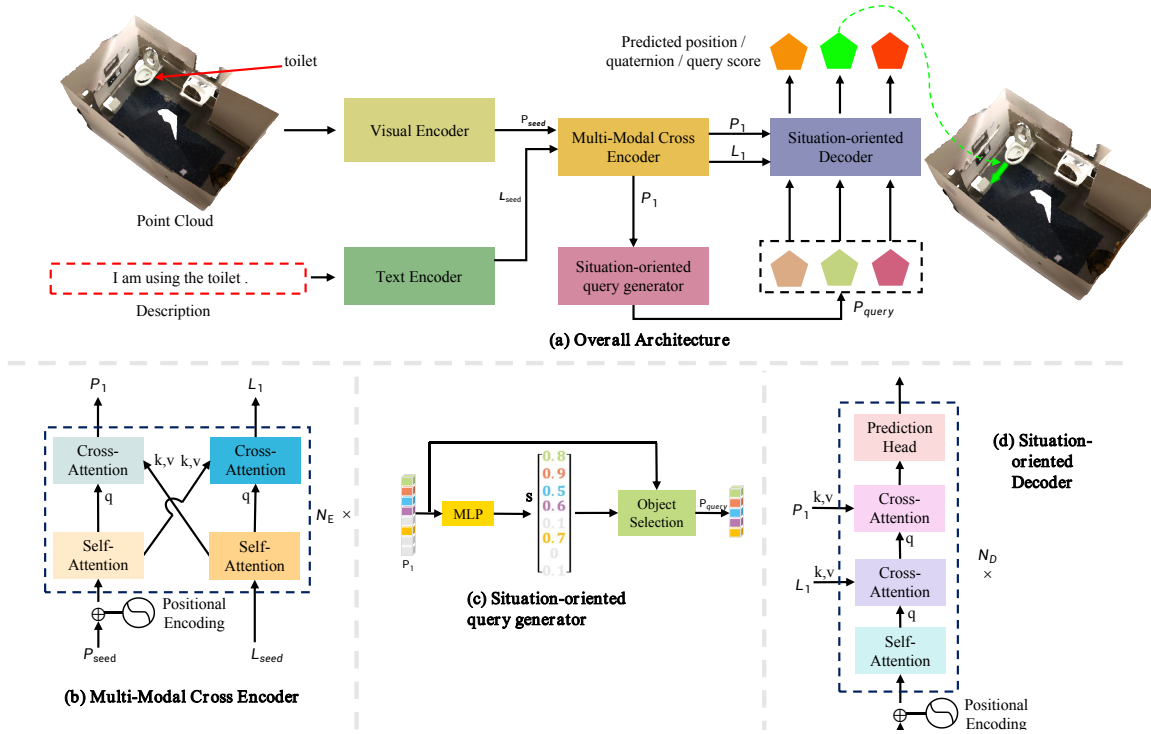 toilet
Predicted position /
quaternion / query score
Visual Encoder
P_seed
Multi-Modal Cross
Encoder
P_1
L_1
Situation-oriented
Decoder
Point Cloud
L_seed
P_1
I am using the toilet .
Text Encoder
Situation-oriented
query generator
Description
P_query
(a) Overall Architecture
P_1
L_1
Cross-
Attention
k,v
k,v
Cross-
Attention
q
q
Self-
Attention
Self-
Attention
N_E ×
Positional
Encoding
P_seed
L_seed
(b) Multi-Modal Cross Encoder
P_1
MLP
s
0.8
0.9
0.5
0.6
0.1
0.7
0
0.1
Object
Selection
P_query
(c) Situation-oriented
query generator
Prediction
Head
(d) Situation-
oriented
Decoder
P_1
k,v
Cross-
Attention
q
L_1
k,v
Cross-
Attention
q
N_D
×
Self-
Attention
Positional
Encoding